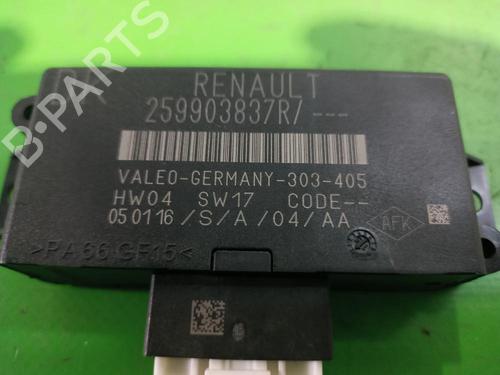 RENAULT
259903837R/---
VALEO-GERMANY-303-405
HW04 SW17 CODE--
050116/S/A/04/AA
AFK
>PA66 GF15<
B-PARTS